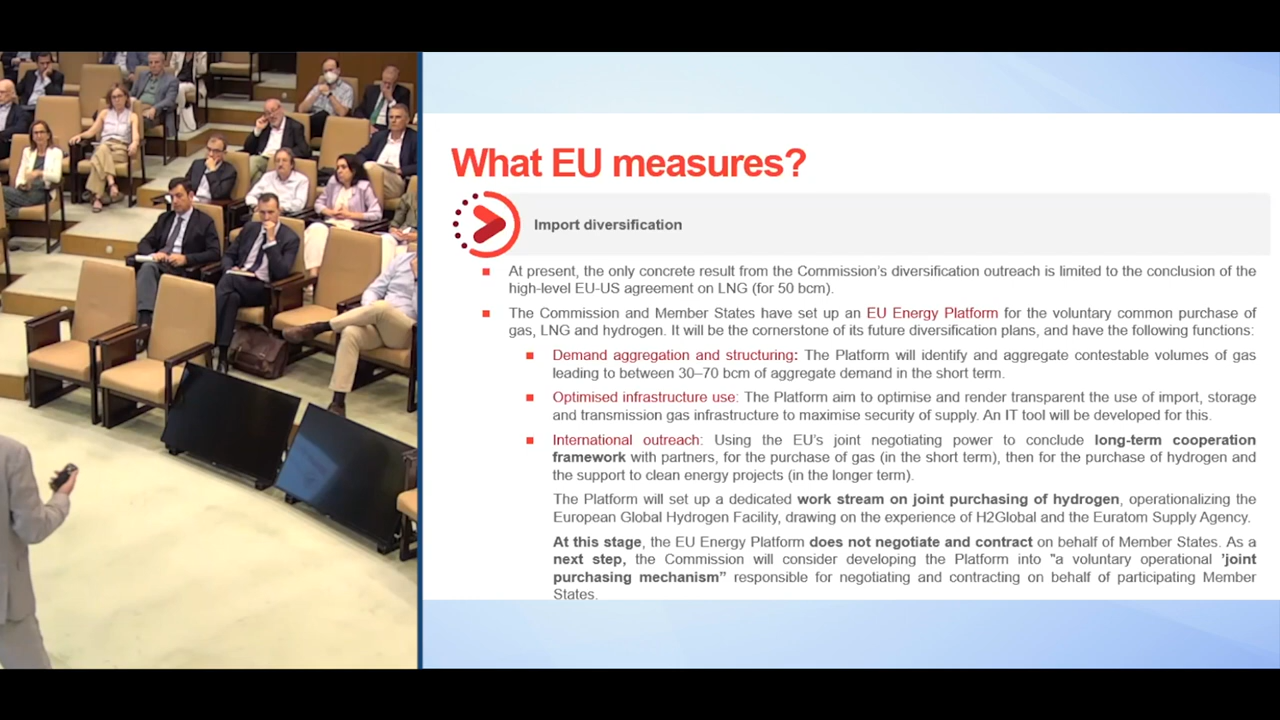 What EU measures?
Import diversification
At present, the only concrete result from the Commission's diversification outreach is limited to the conclusion of the
high-level EU-US agreement on LNG (for 50 bcm).
The Commission and Member States have set up an EU Energy Platform for the voluntary common purchase of
gas, LNG and hydrogen. It will be the cornerstone of its future diversification plans, and have the following functions:
Demand aggregation and structuring: The Platform will identify and aggregate contestable volumes of gas
leading to between 30–70 bcm of aggregate demand in the short term.
Optimised infrastructure use: The Platform aim to optimise and render transparent the use of import, storage
and transmission gas infrastructure to maximise security of supply. An IT tool will be developed for this.
International outreach: Using the EU's joint negotiating power to conclude long-term cooperation
framework with partners, for the purchase of gas (in the short term), then for the purchase of hydrogen and
the support to clean energy projects (in the longer term).
The Platform will set up a dedicated work stream on joint purchasing of hydrogen, operationalizing the
European Global Hydrogen Facility, drawing on the experience of H2Global and the Euratom Supply Agency.
At this stage, the EU Energy Platform does not negotiate and contract on behalf of Member States. As a
next step, the Commission will consider developing the Platform into "a voluntary operational 'joint
purchasing mechanism" responsible for negotiating and contracting on behalf of participating Member
States.